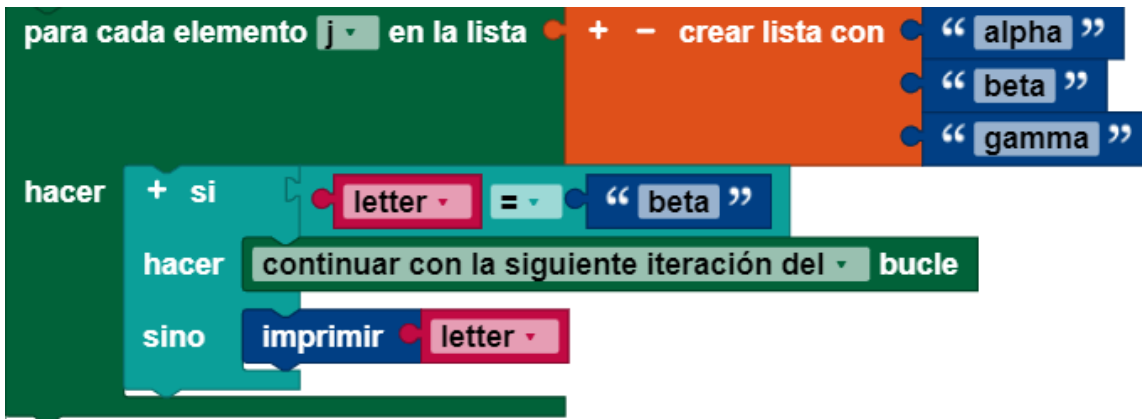 para cada elemento j en la lista + - crear lista con “ alpha ”
“ beta ”
“ gamma ”
hacer + si letter = “ beta ”
hacer continuar con la siguiente iteración del bucle
sino imprimir letter